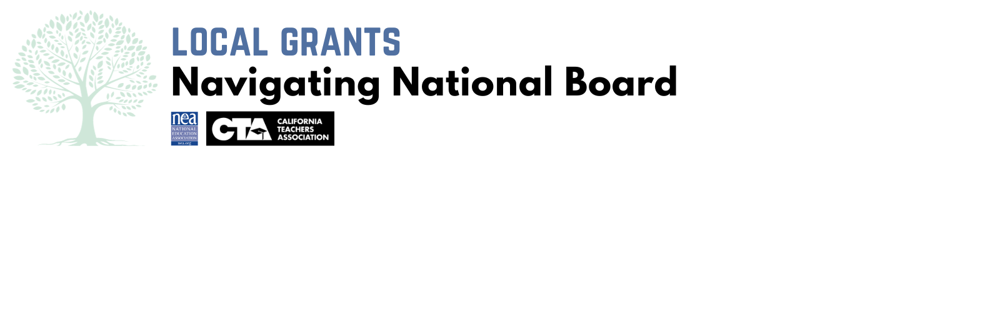 LOCAL GRANTS
Navigating National Board
nea
NATIONAL
EDUCATION
ASSOCIATION
nea.org
CTA
CALIFORNIA
TEACHERS
ASSOCIATION